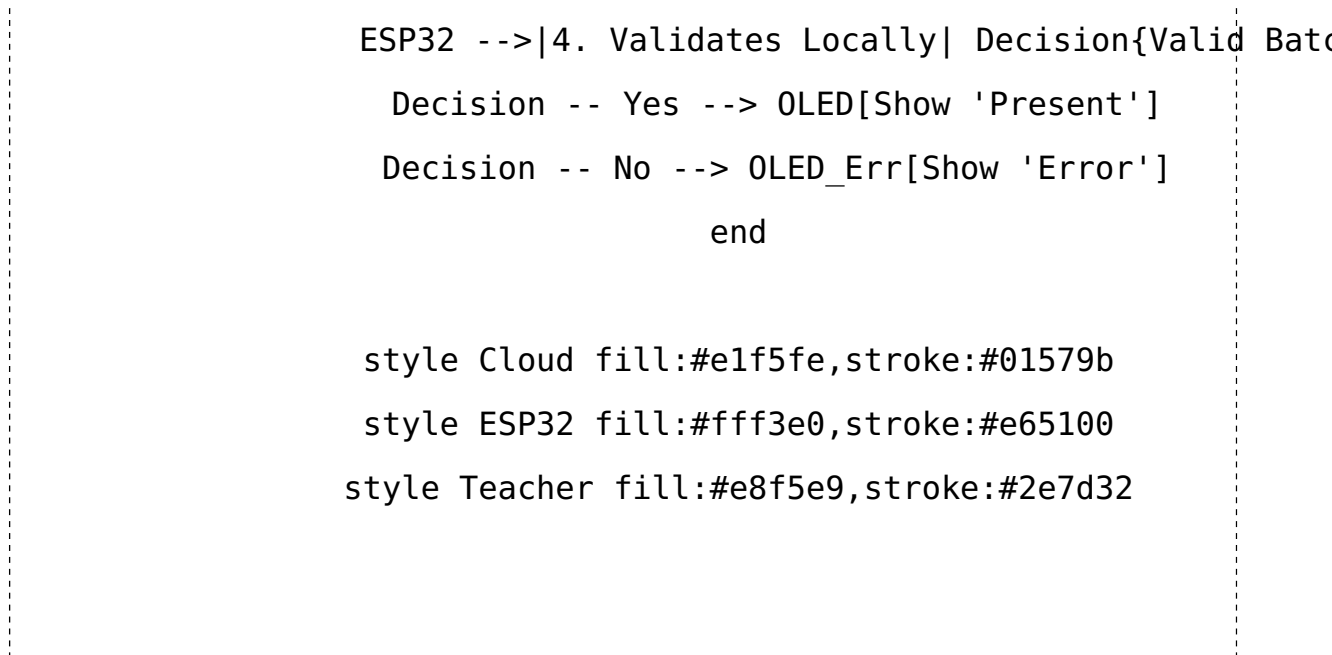 ESP32 -->|4. Validates Locally| Decision{Valid
Decision -- Yes --> OLED[Show 'Present']
Decision -- No --> OLED_Err[Show 'Error']
end
style Cloud fill:#e1f5fe,stroke:#01579b
style ESP32 fill:#fff3e0,stroke:#e65100
style Teacher fill:#e8f5e9,stroke:#2e7d32